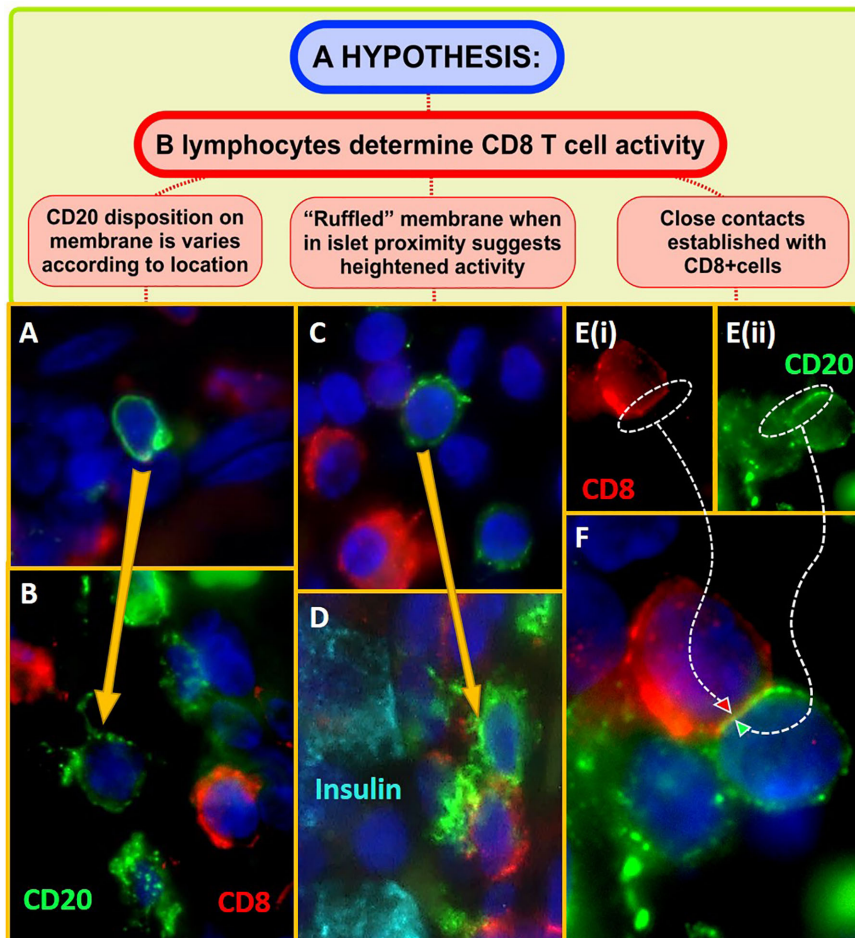 A HYPOTHESIS:
B lymphocytes determine CD8 T cell activity
CD20 disposition on
membrane is varies
according to location
“Ruffled” membrane when
in islet proximity suggests
heightened activity
Close contacts
established with
CD8+cells
A
C
E(i)
E(ii)
CD20
CD8
B
D
F
Insulin
CD20
CD8